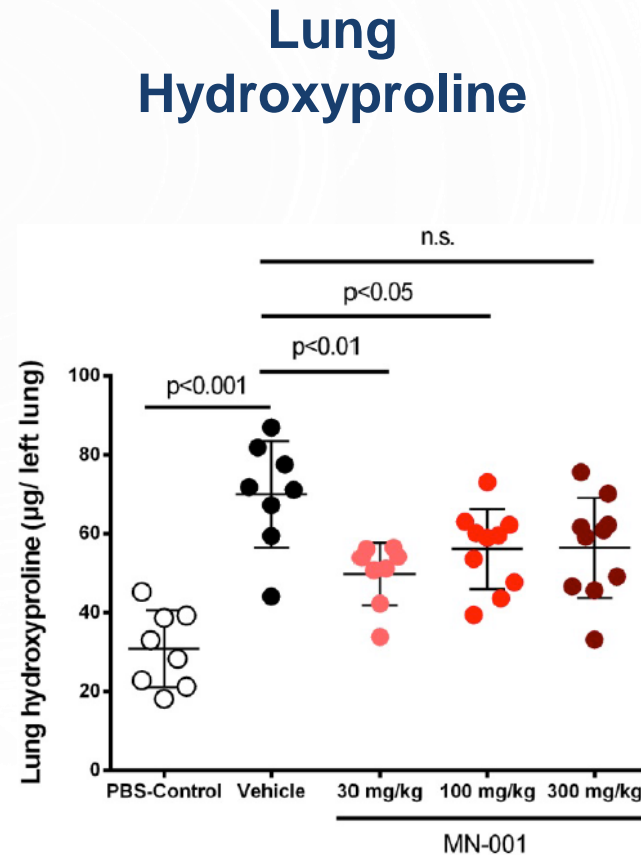 Lung
Hydroxyproline
n.s.
p<0.05
p<0.01
p<0.001
Lung hydroxyproline (µg/ left lung)
100
80
60
40
20
0
PBS-Control Vehicle 30 mg/kg 100 mg/kg 300 mg/kg
MN-001